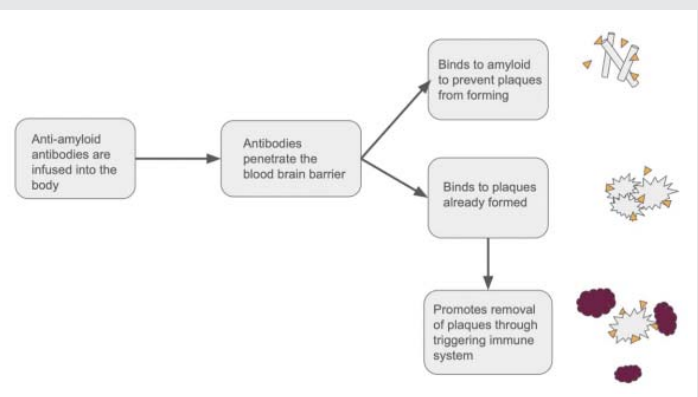 Anti-amyloid
antibodies are
infused into the
body
Antibodies
penetrate the
blood brain barrier
Binds to amyloid
to prevent plaques
from forming
Binds to plaques
already formed
Promotes removal
of plaques through
triggering immune
system